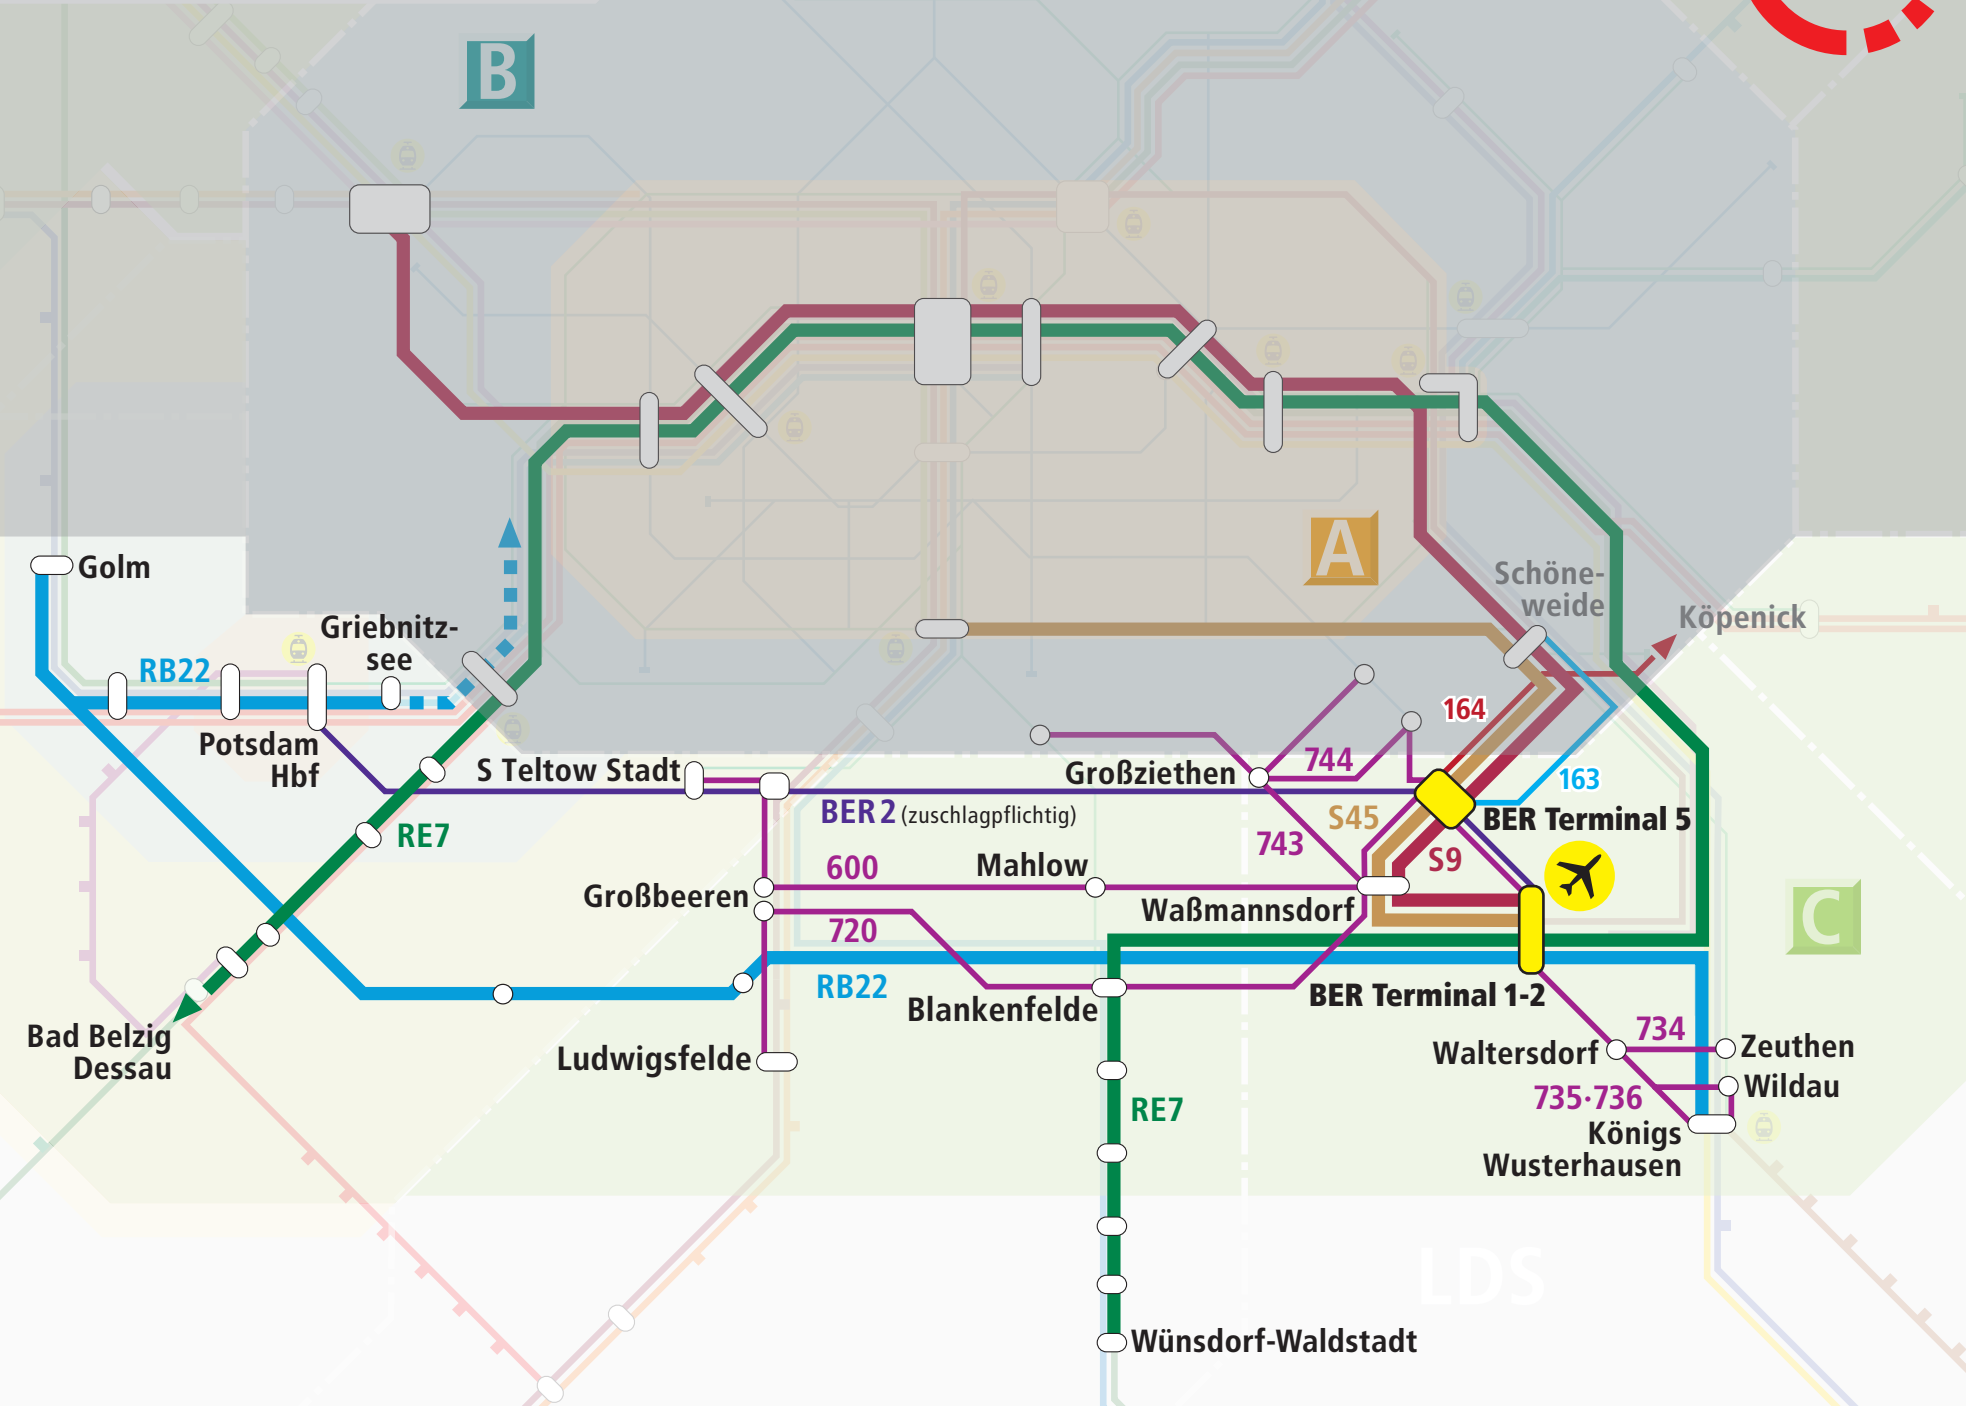 B
A
Golm
Schöne-
weide
Köpenick
Griebnitz-
see
RB22
Potsdam
Hbf
164
S Teltow Stadt
Großziethen
744
163
BER 2 (zuschlagpflichtig)
S45
BER Terminal 5
RE7
743
S9
600
Mahlow
Großbeeren
Waßmannsdorf
C
720
RB22
Blankenfelde
BER Terminal 1-2
Bad Belzig
Dessau
Ludwigsfelde
734
Waltersdorf
Zeuthen
Wildau
735·736
RE7
Königs
Wusterhausen
LDS
Wünsdorf-Waldstadt